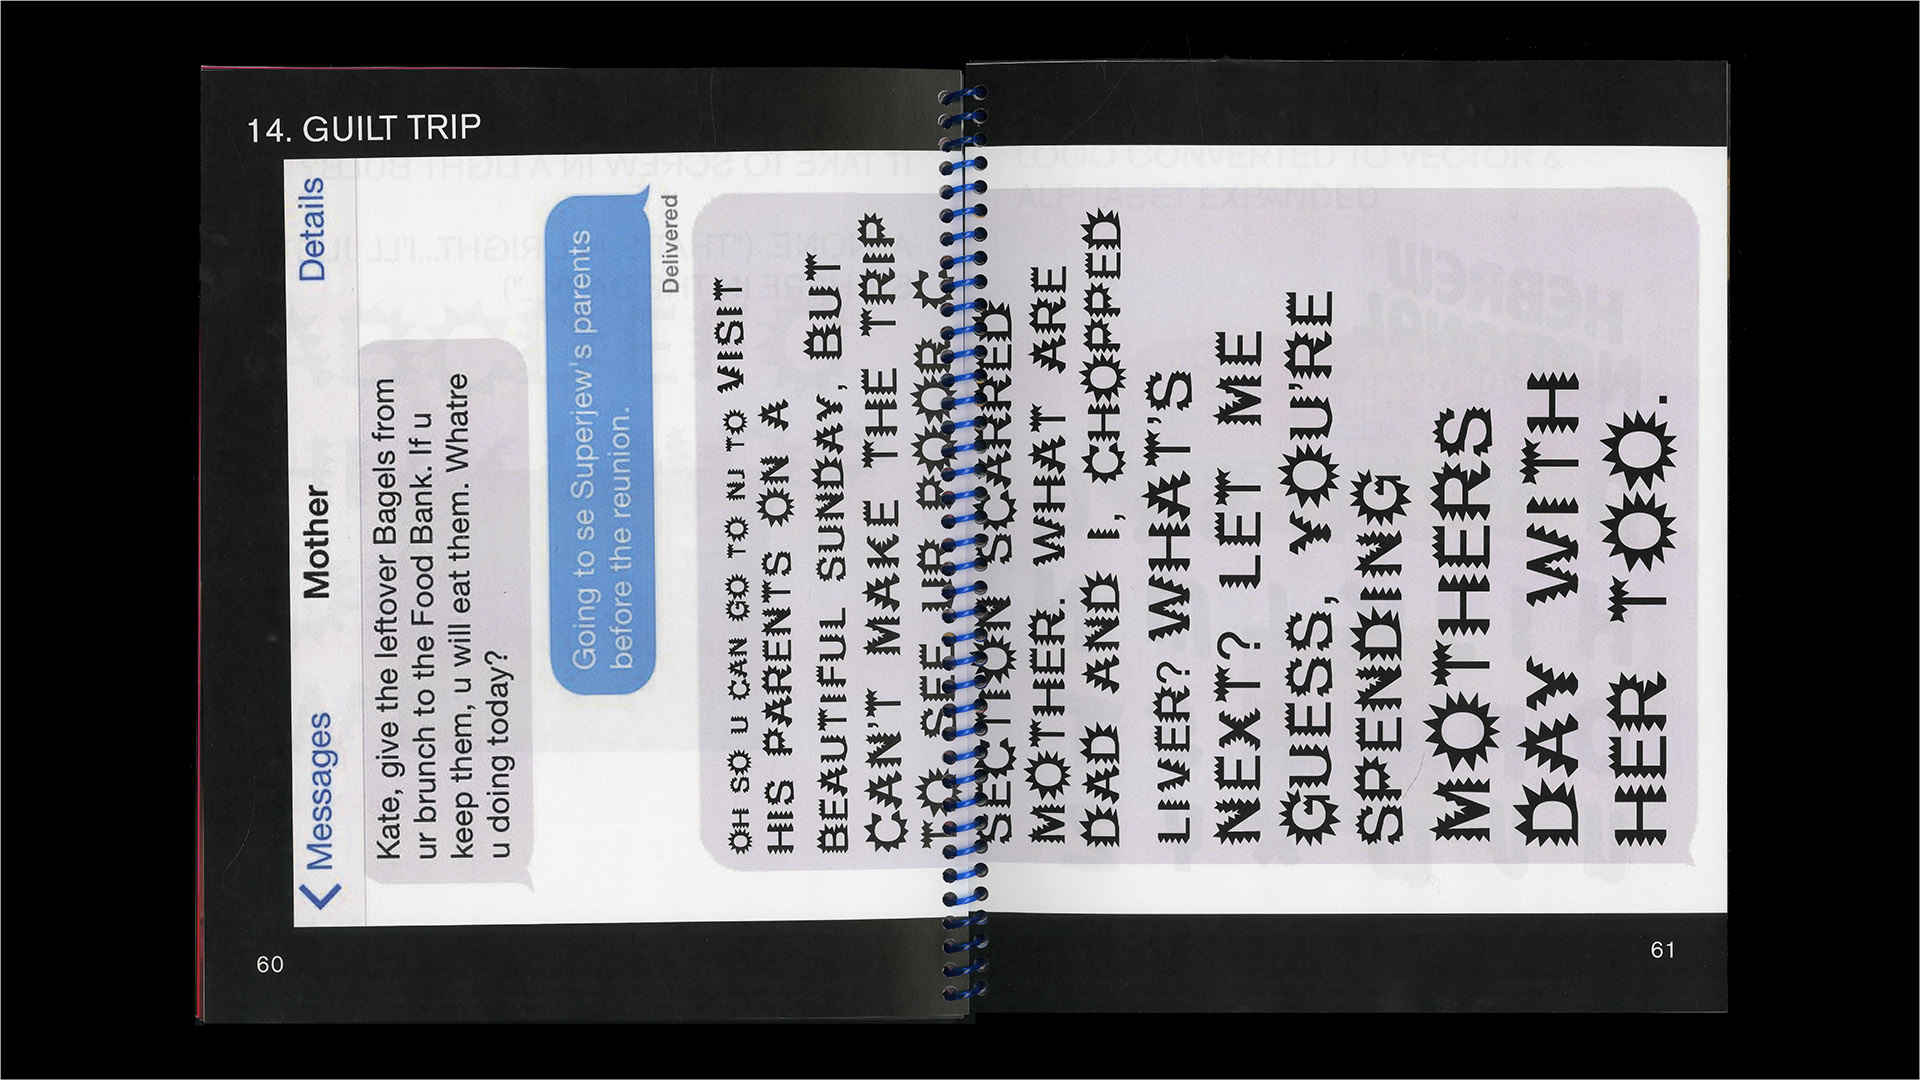 14. GUILT TRIP
Messages
Mother
Details
Kate, give the leftover Bagels from
ur brunch to the Food Bank. If u
keep them, u will eat them. Whatre
u doing today?
Going to se Superjew's parents
before the reunion.
Delivered
OH SO U CAN GO TO NJ TO VISIT
HIS PARENTS ON A
BEAUTIFUL SUNDAY, BUT
CAN'T MAKE THE TRIP
TO SEE UR POOR C
SECTION SCARRED
MOTHER. WHAT ARE
DAD AND I, CHOPPED
LIVER? WHAT'S
NEXT? LET ME
GUESS, YOU'RE
SPENDING
MOTHERS
DAY WITH
HER TOO.
60
61